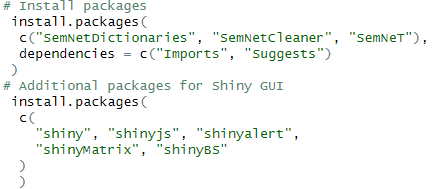 # Install packages
install.packages(
c("SemNetDictionaries", "SemNetCleaner", "SemNeT"),
dependencies = c("Imports", "Suggests")
)
# Additional packages for Shiny GUI
install.packages(
c(
"shiny", "shinyjs", "shinyalert",
"shinyMatrix", "shinyBS"
)
)